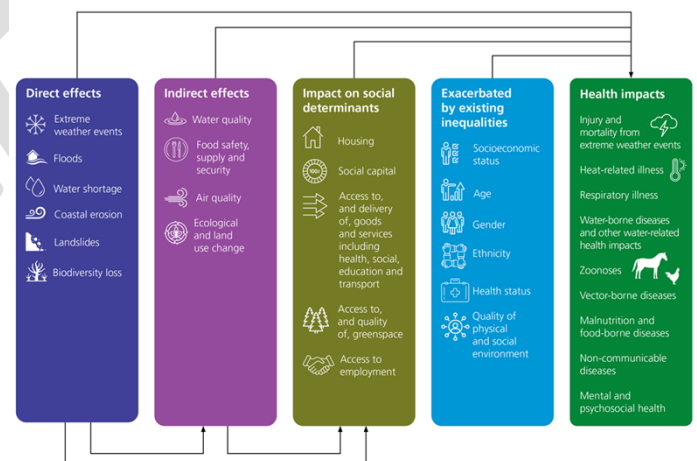 Direct effects
Extreme
weather events
Floods
Water shortage
Coastal erosion
Landslides
Biodiversity loss
Indirect effects
Water quality
Food safety,
supply and
security
Air quality
Ecological
and land
use change
Impact on social
determinants
Housing
Social capital
Access to,
and delivery
of, goods
and services
including
health, social,
education and
transport
Access to,
and quality
of, greenspace
Access to
employment
Exacerbated
by existing
inequalities
Socioeconomic
status
Age
Gender
Ethnicity
Health status
Quality of
physical
and social
environment
Health impacts
Injury and
mortality from
extreme weather events
Heat-related illness
Respiratory illness
Water-borne diseases
and other water-related
health impacts
Zoonoses
Vector-borne diseases
Malnutrition and
food-borne diseases
Non-communicable
diseases
Mental and
psychosocial health